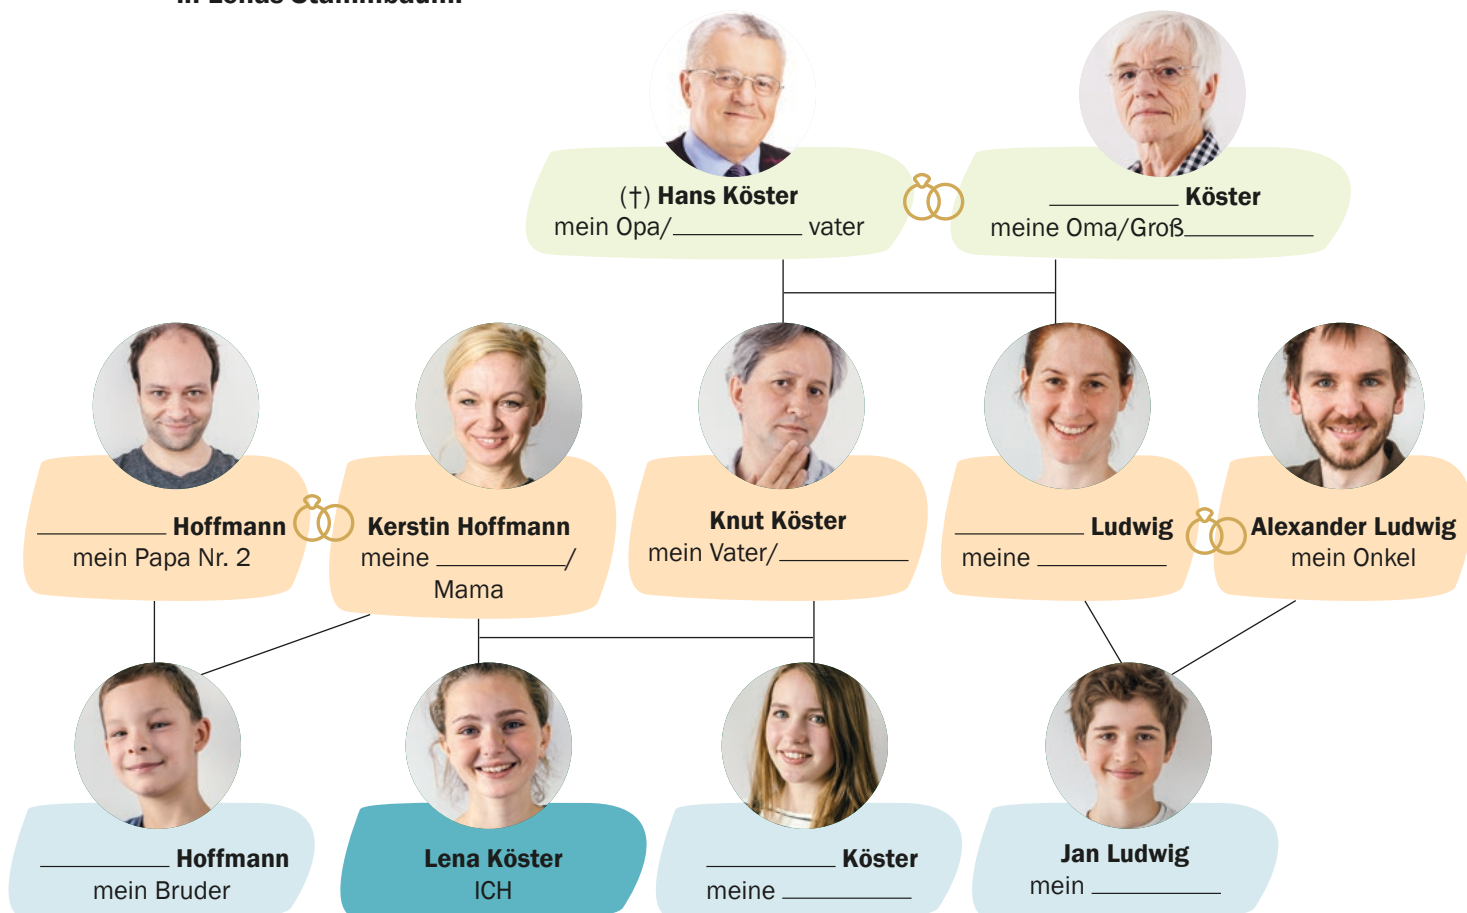 in Lenas Stammbaum.
(†) Hans Köster
mein Opa/__________ vater
__________ Köster
meine Oma/Groß__________
__________ Hoffmann
mein Papa Nr. 2
Kerstin Hoffmann
meine __________/
Mama
Knut Köster
mein Vater/__________
__________ Ludwig
meine __________
Alexander Ludwig
mein Onkel
__________ Hoffmann
mein Bruder
Lena Köster
ICH
__________ Köster
meine __________
Jan Ludwig
mein __________